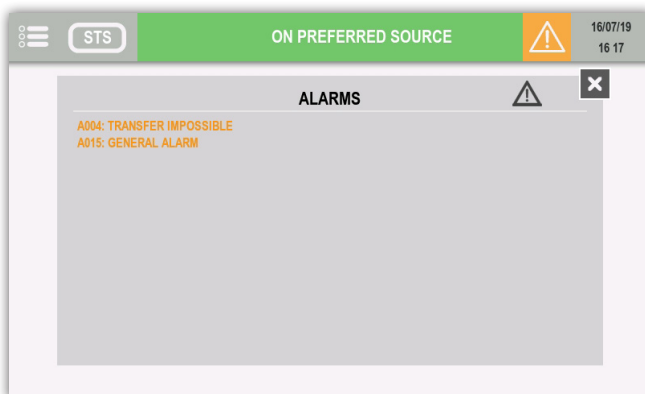 STS
ON PREFERRED SOURCE
16/07/19
16 17
ALARMS
A004: TRANSFER IMPOSSIBLE
A015: GENERAL ALARM